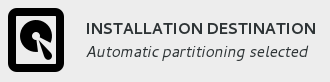 INSTALLATION DESTINATION
Automatic partitioning selected